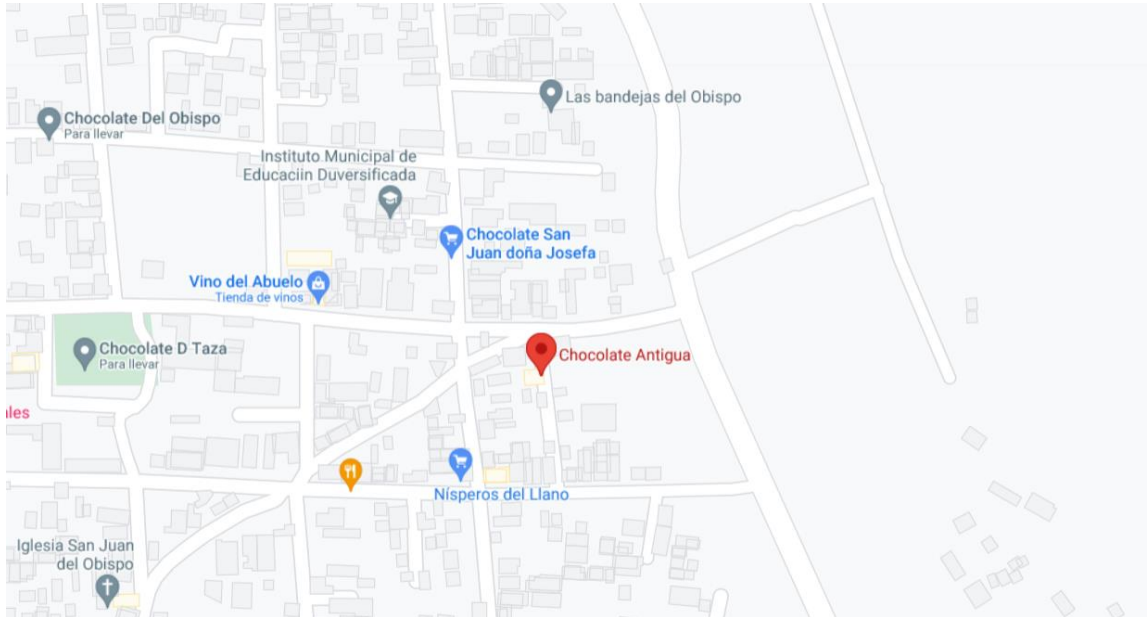 Las bandejas del Obispo
Chocolate Del Obispo
Para llevar
Instituto Municipal de
Educaciin Duversificada
Chocolate San
Juan doña Josefa
Vino del Abuelo
Tienda de vinos
Chocolate D Taza
Para llevar
Chocolate Antigua
ales
Nísperos del Llano
Iglesia San Juan
del Obispo